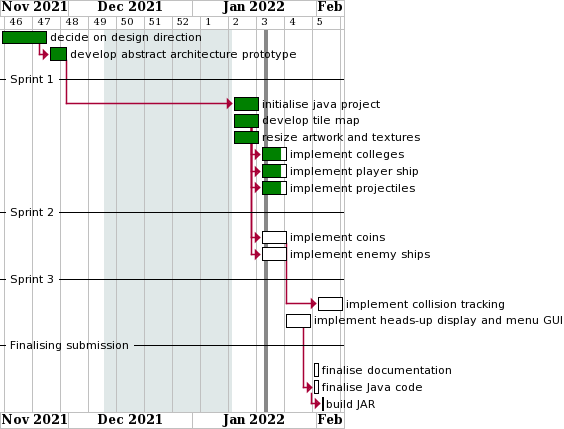 Nov 2021 Dec 2021 Jan 2022 Feb
46 47 48 49 50 51 52 1 2 3 4 5
decide on design direction
develop abstract architecture prototype
Sprint 1
initialise java project
develop tile map
resize artwork and textures
implement colleges
implement player ship
implement projectiles
Sprint 2
implement coins
implement enemy ships
Sprint 3
implement collision tracking
implement heads-up display and menu GUI
Finalising submission
finalise documentation
finalise Java code
build JAR
Nov 2021 Dec 2021 Jan 2022 Feb